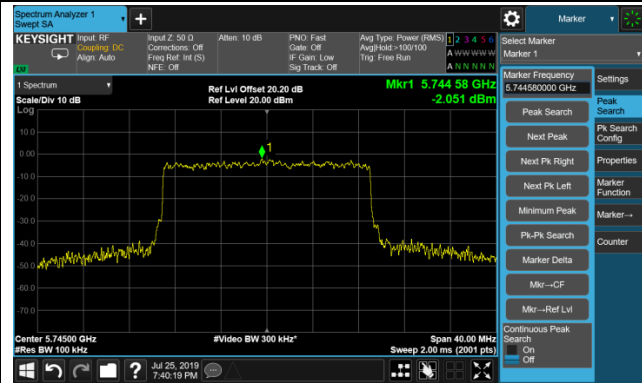 Spectrum Analyzer 1
Swept SA
+
Marker
KEYSIGHT
Input: RF
Coupling: DC
Align: Auto
Input Z: 50 Ω
Corrections: Off
Freq Ref: Int (S)
NFE: Off
Atten: 10 dB
PNO: Fast
Gate: Off
IF Gain: Low
Sig Track: Off
Avg Type: Power (RMS)
Avg|Hold:>100/100
Trig: Free Run
1 2 3 4 5 6
A W W W W W
A N N N N N
LXI
Select Marker
Marker 1
1 Spectrum
Scale/Div 10 dB
Log
Ref Lvl Offset 20.20 dB
Ref Level 20.00 dBm
Mkr1 5.744 58 GHz
-2.051 dBm
10.0
0.00
-10.0
-20.0
-30.0
-40.0
-50.0
-60.0
-70.0
1
Center 5.74500 GHz
#Res BW 100 kHz
#Video BW 300 kHz*
Span 40.00 MHz
Sweep 2.00 ms (2001 pts)
Marker Frequency
5.744580000 GHz
Peak Search
Next Peak
Next Pk Right
Next Pk Left
Minimum Peak
Pk-Pk Search
Marker Delta
Mkr→CF
Mkr→Ref Lvl
Continuous Peak
Search
On
Off
Settings
Peak
Search
Pk Search
Config
Properties
Marker
Function
Marker→
Counter
?
Jul 25, 2019
7:40:19 PM